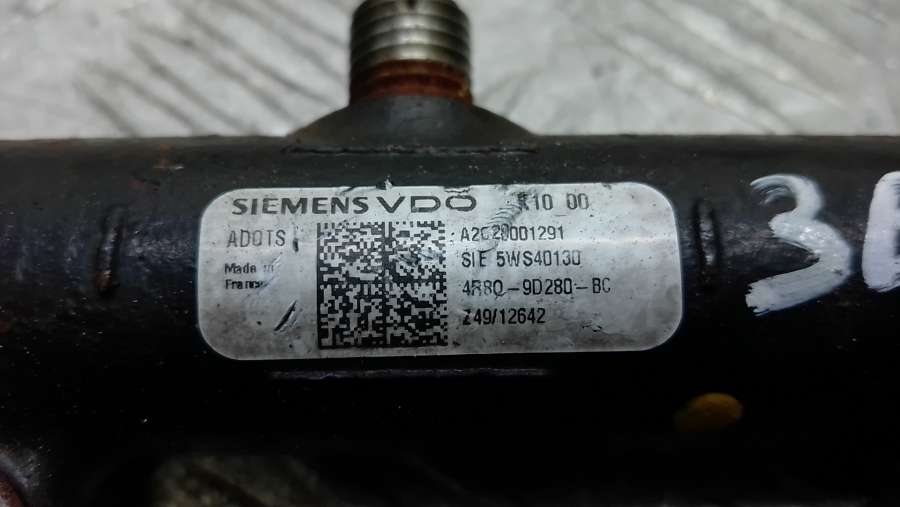 SIEMENS VDO
ADOTS
Made in
France
A2C20001291
SIE 5WS40130
4R8Q-9D280-BC
Z49/12642